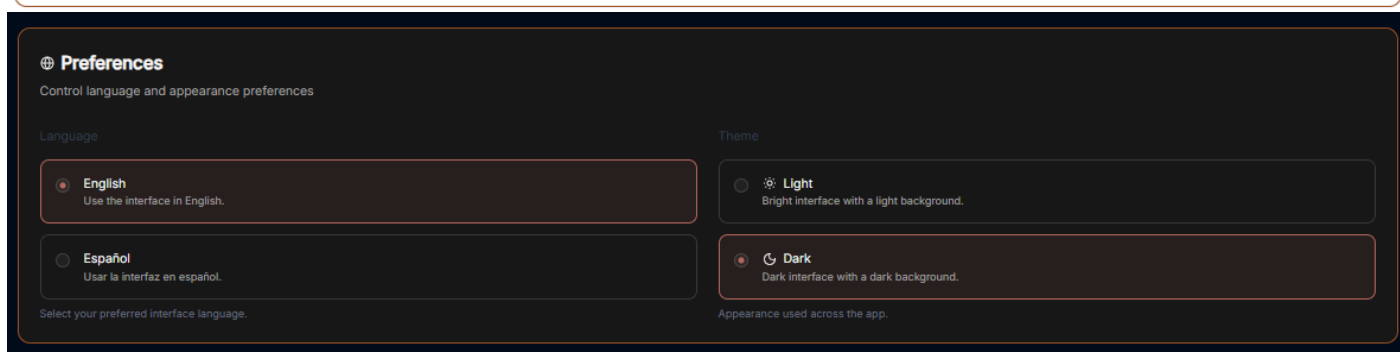 Preferences
Control language and appearance preferences
Language
English
Use the interface in English.
Español
Usar la interfaz en español.
Select your preferred interface language.
Theme
Light
Bright interface with a light background.
Dark
Dark interface with a dark background.
Appearance used across the app.